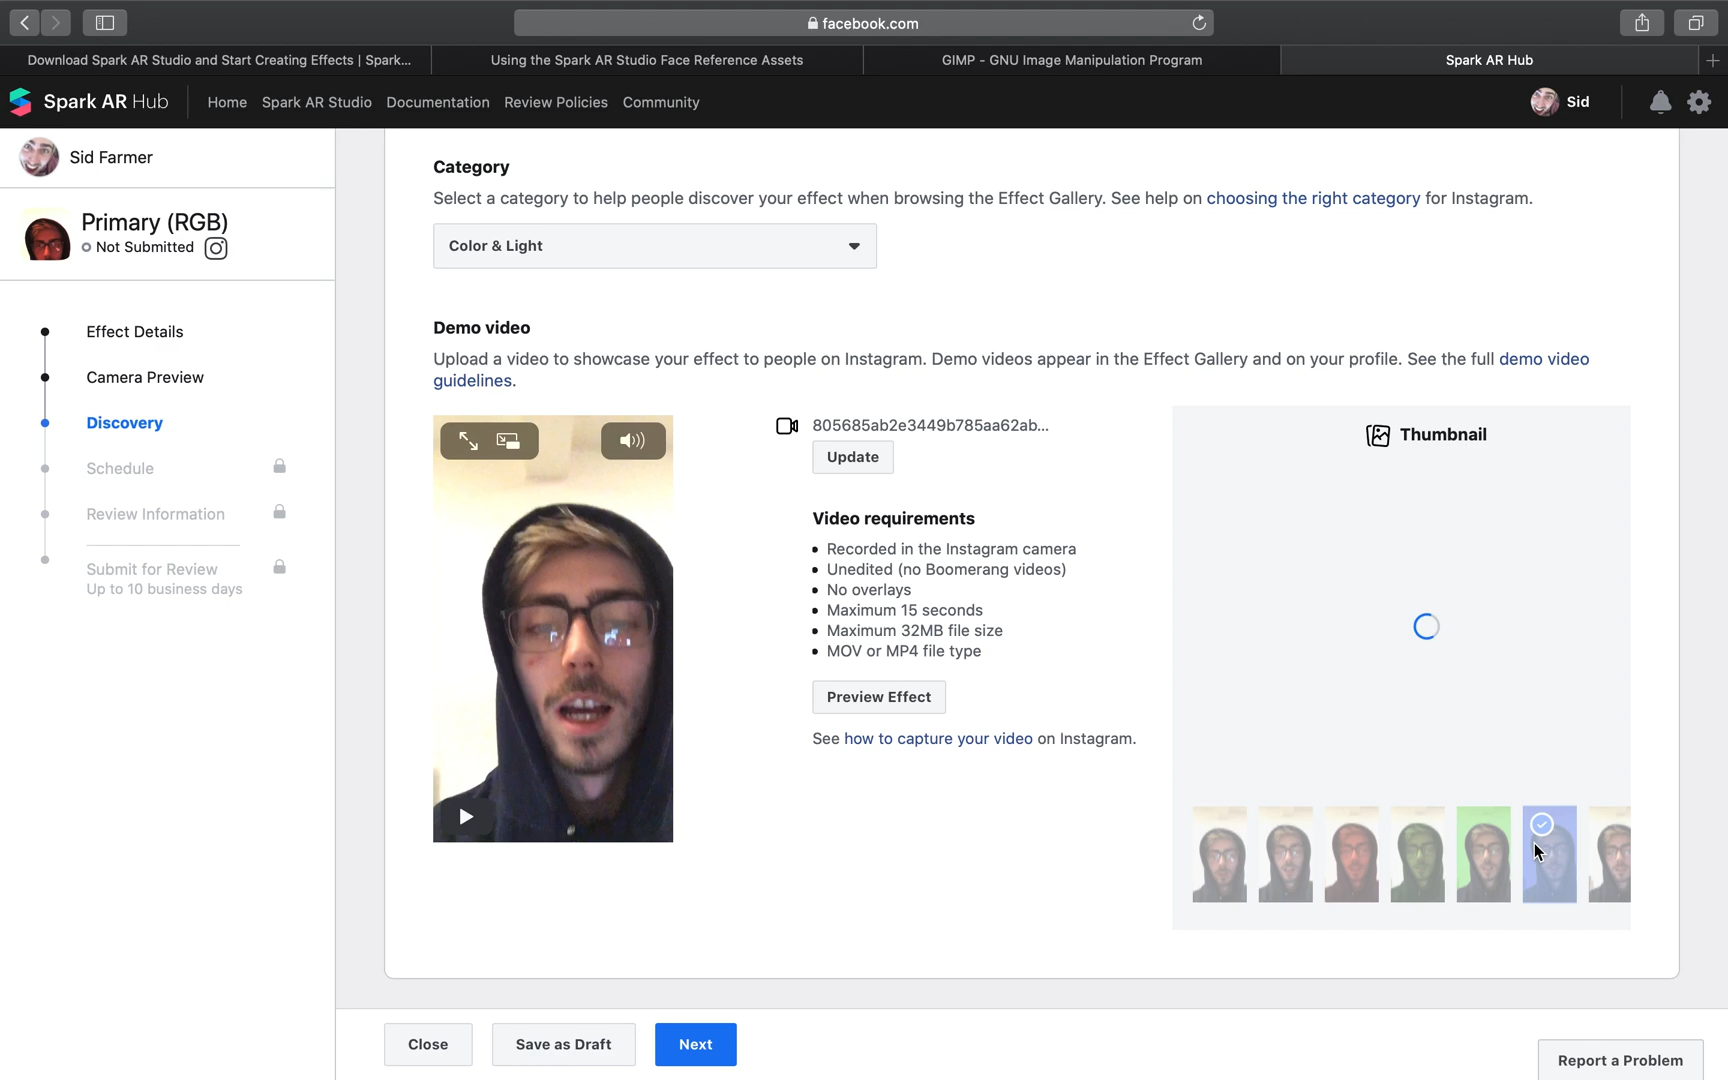 facebook.com
Download Spark AR Studio and Start Creating Effects | Spark...
Using the Spark AR Studio Face Reference Assets
GIMP - GNU Image Manipulation Program
Spark AR Hub
Spark AR Hub
Home
Spark AR Studio
Documentation
Review Policies
Community
Sid
Sid Farmer
Primary (RGB)
Not Submitted
Effect Details
Camera Preview
Discovery
Schedule
Review Information
Submit for Review
Up to 10 business days
Category
Select a category to help people discover your effect when browsing the Effect Gallery. See help on choosing the right category for Instagram.
Color & Light
Demo video
Upload a video to showcase your effect to people on Instagram. Demo videos appear in the Effect Gallery and on your profile. See the full demo video
guidelines.
805685ab2e3449b785aa62ab...
Update
Video requirements
• Recorded in the Instagram camera
• Unedited (no Boomerang videos)
• No overlays
• Maximum 15 seconds
• Maximum 32MB file size
• MOV or MP4 file type
Preview Effect
See how to capture your video on Instagram.
Thumbnail
Close
Save as Draft
Next
Report a Problem